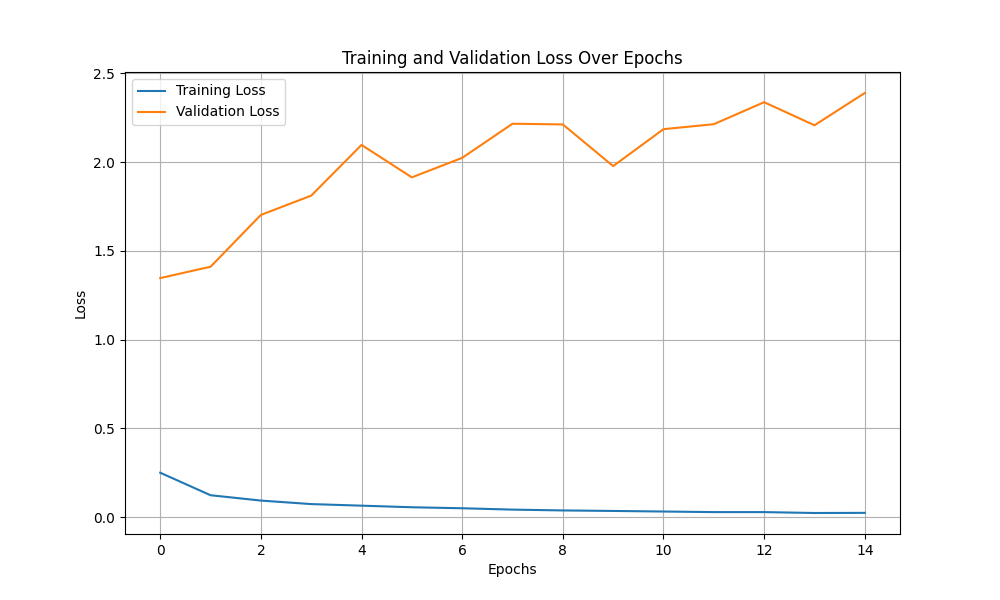 Training and Validation Loss Over Epochs
Training Loss
Validation Loss
2.5
2.0
1.5
1.0
0.5
0.0
Loss
0 2 4 6 8 10 12 14
Epochs